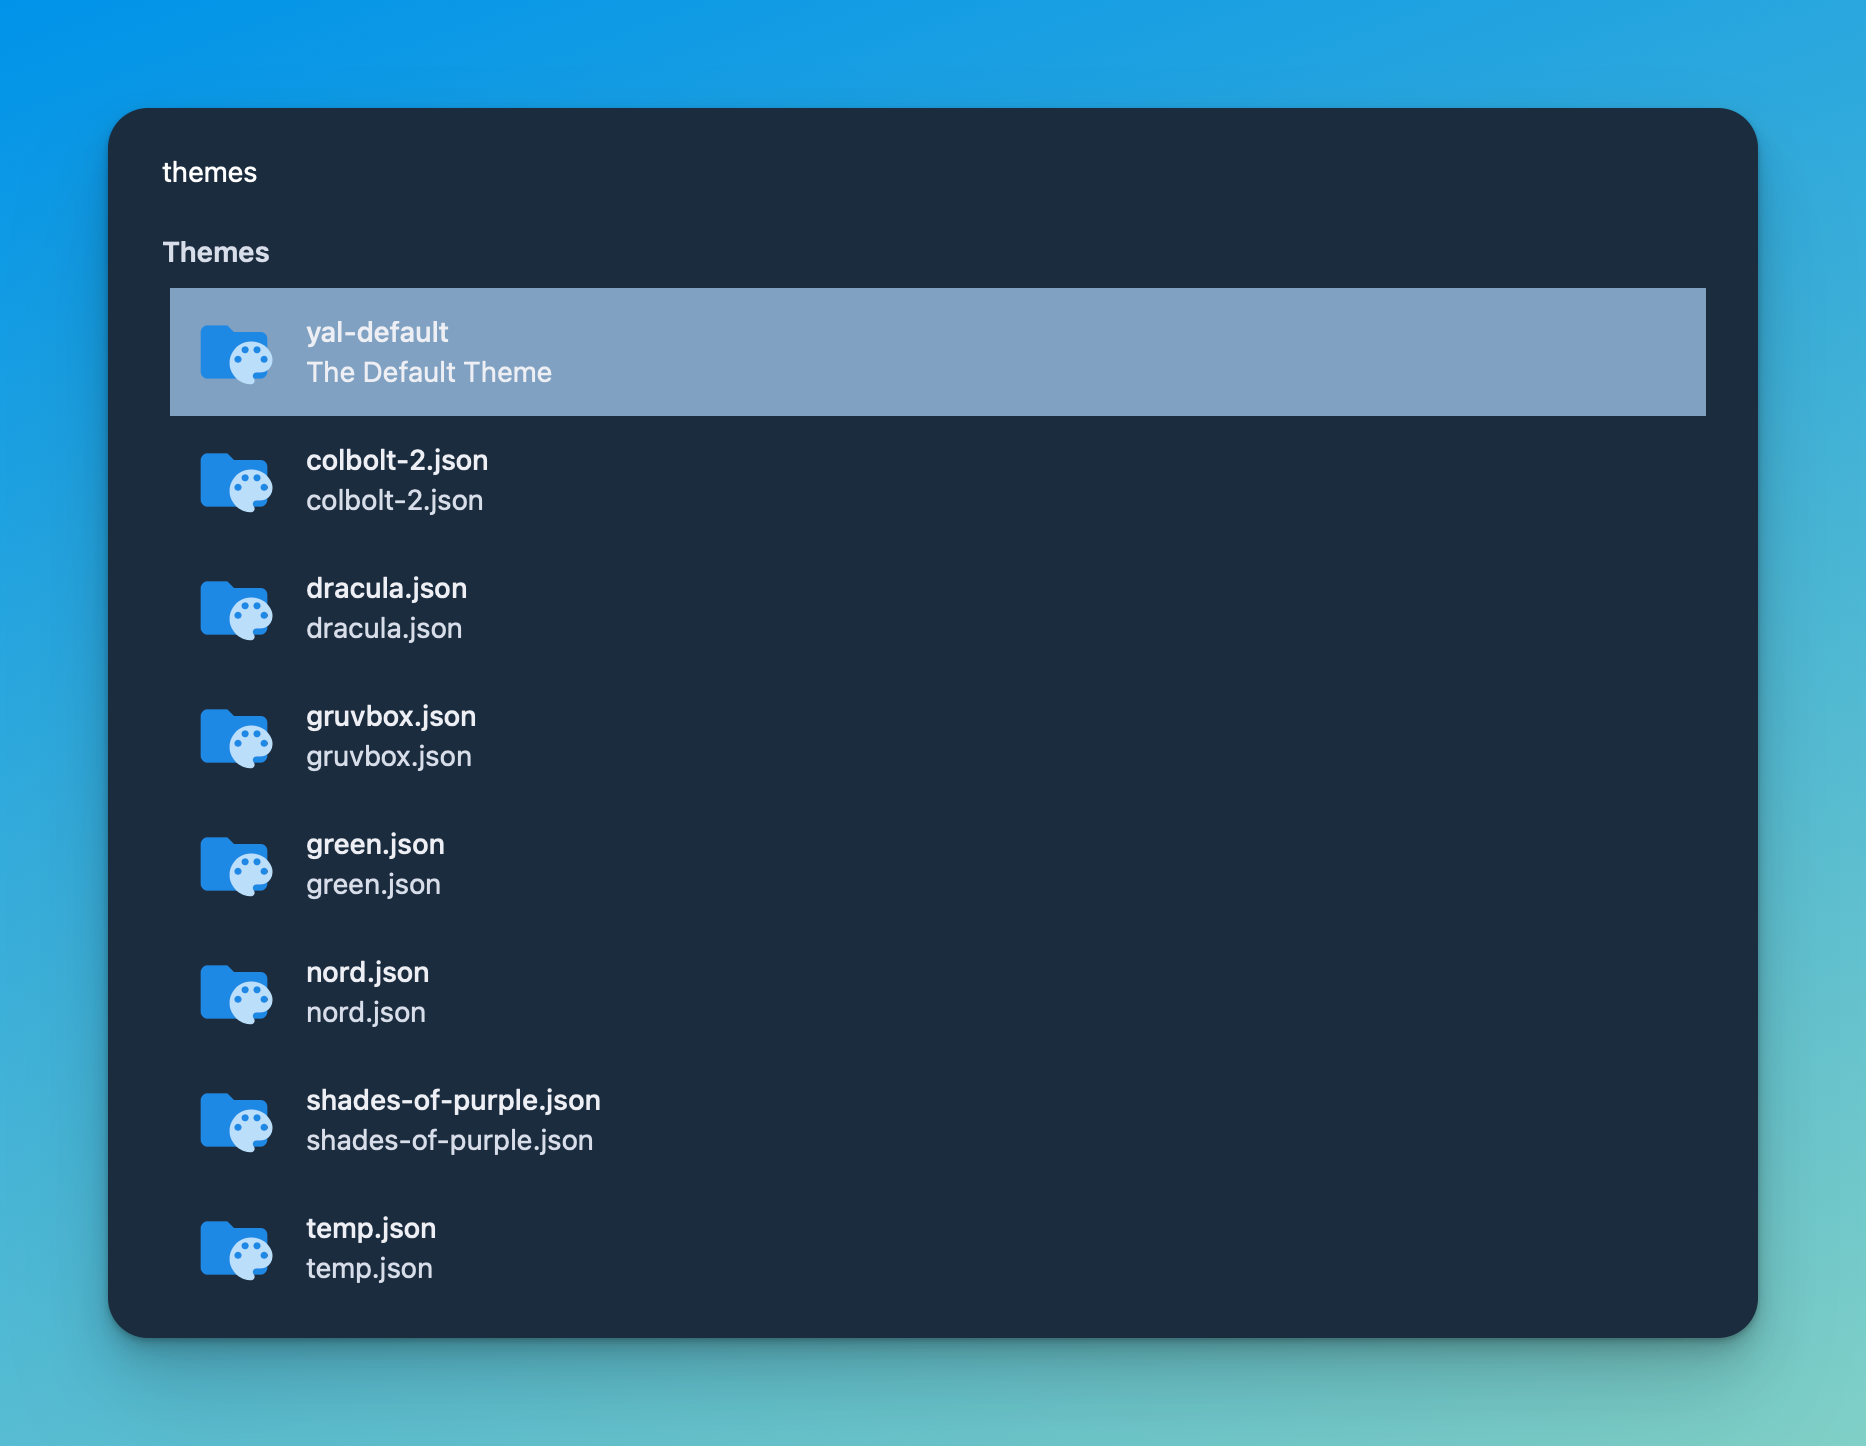 themes
Themes
yal-default
The Default Theme
colbolt-2.json
colbolt-2.json
dracula.json
dracula.json
gruvbox.json
gruvbox.json
green.json
green.json
nord.json
nord.json
shades-of-purple.json
shades-of-purple.json
temp.json
temp.json